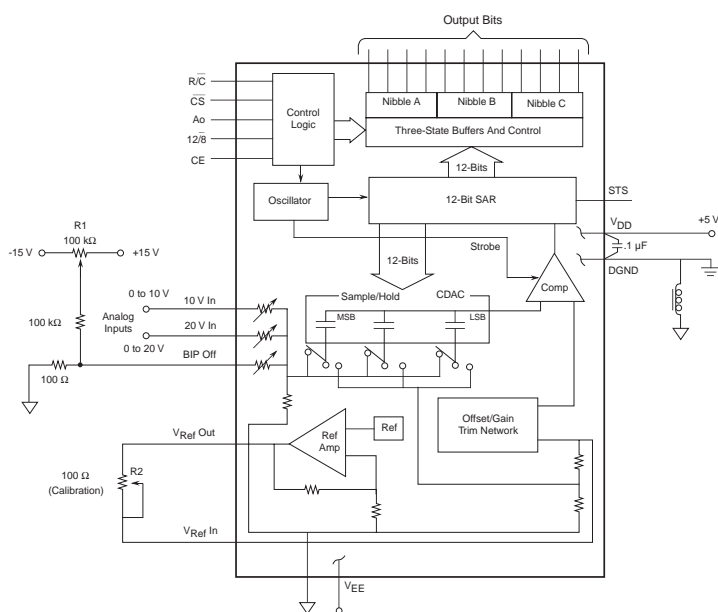 Output Bits
R/C̅
C̅S̅
Ao
12/8̅
CE
Control
Logic
Nibble A
Nibble B
Nibble C
Three-State Buffers And Control
12-Bits
Oscillator
12-Bit SAR
STS
VDD
+5 V
.1 µF
DGND
R1
100 kΩ
-15 V
+15 V
12-Bits
Strobe
Comp
Sample/Hold
CDAC
MSB
LSB
0 to 10 V
10 V In
Analog
Inputs
100 kΩ
20 V In
0 to 20 V
BIP Off
100 Ω
Offset/Gain
Trim Network
VRef Out
Ref
Amp
Ref
100 Ω
(Calibration)
R2
VRef In
VEE